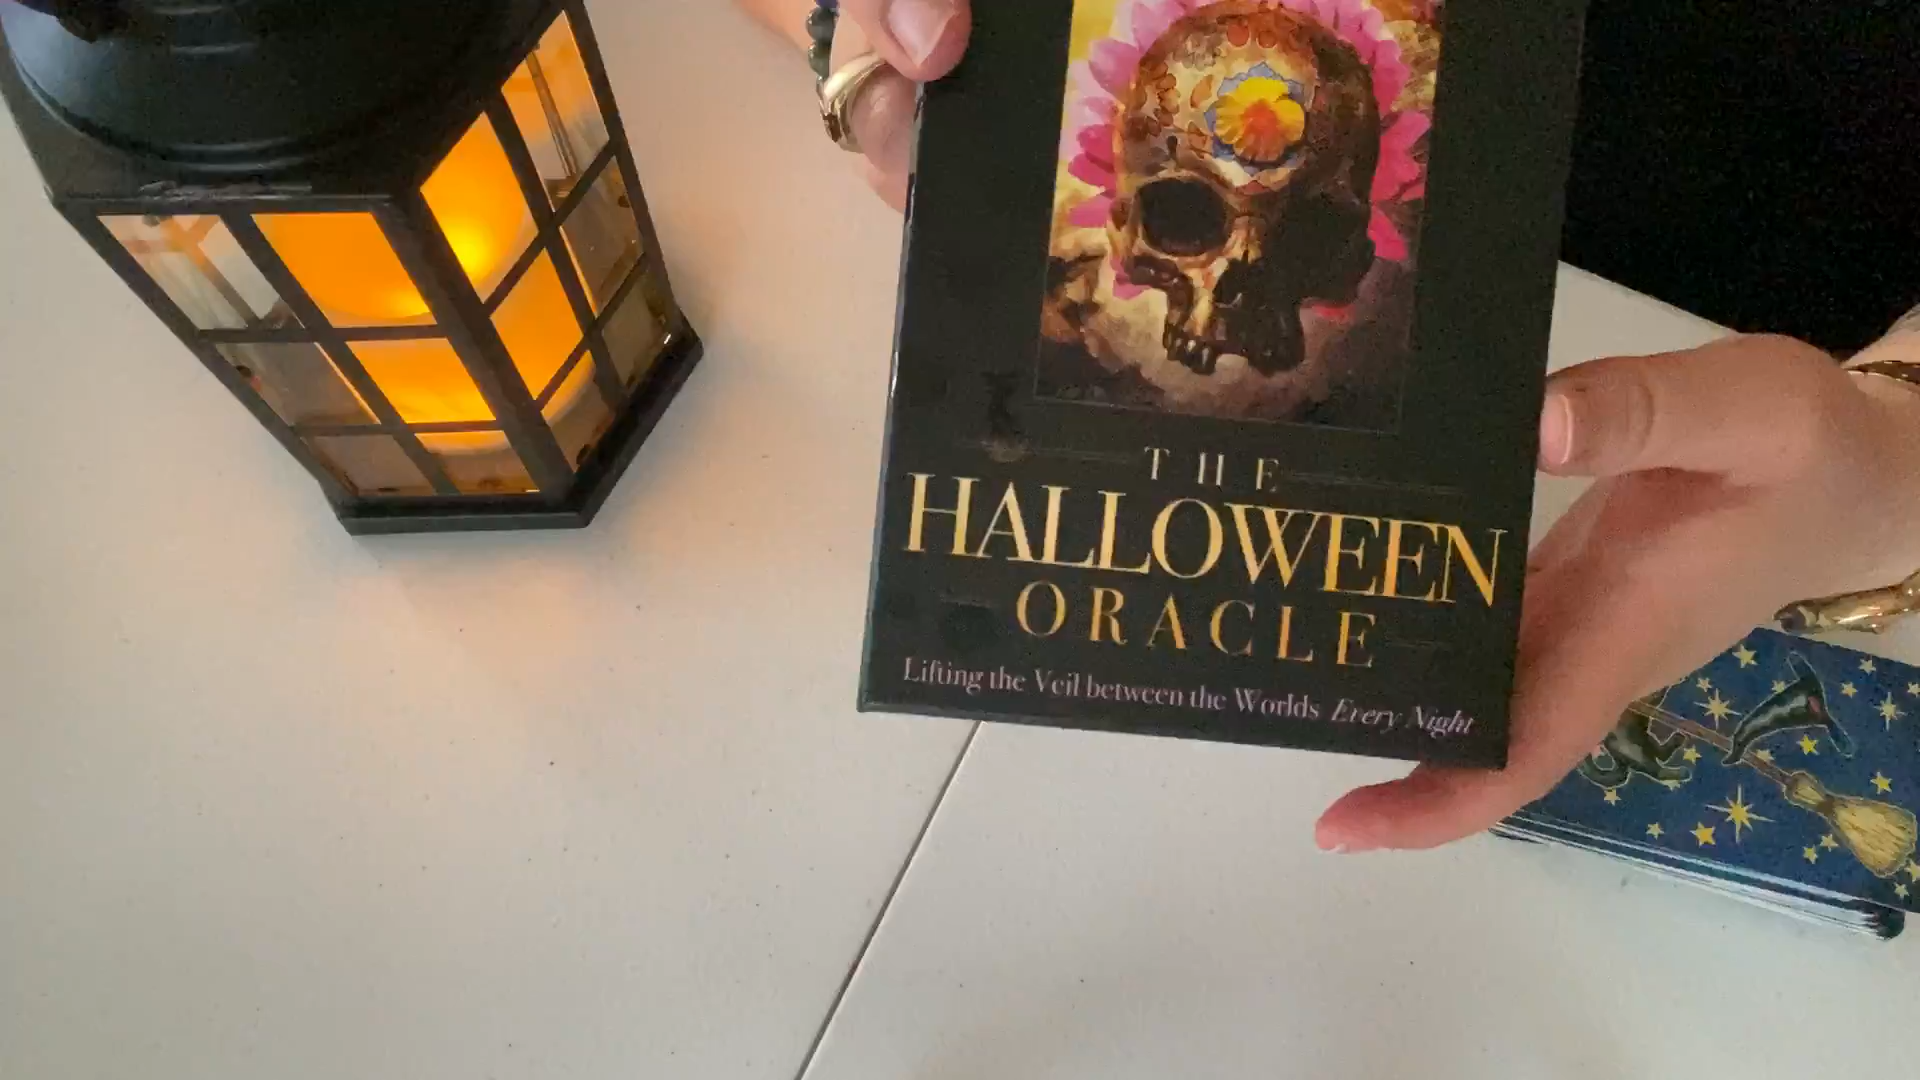 THE
HALLOWEEN
ORACLE
Lifting the Veil between the Worlds Every Night